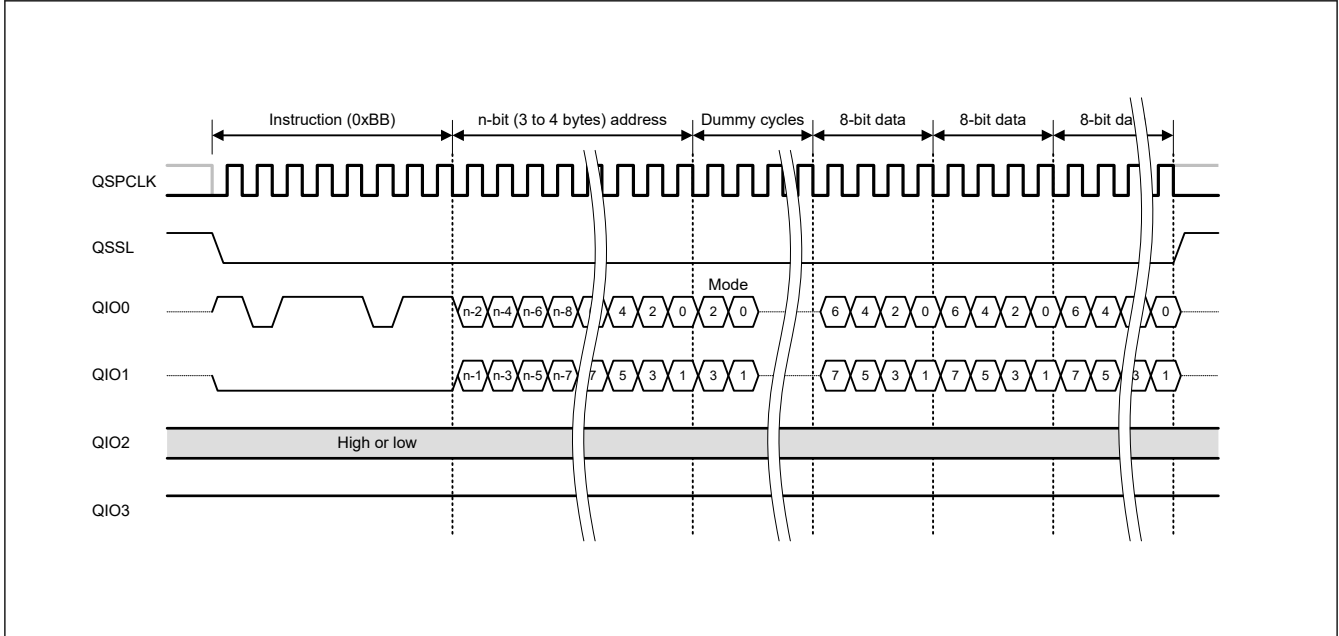 Instruction (0xBB) n-bit (3 to 4 bytes) address Dummy cycles 8-bit data 8-bit data 8-bit da
QSPCLK
QSSL
Mode
QIO0 n-2 n-4 n-6 n-8 4 2 0 2 0 6 4 2 0 6 4 2 0 6 4 0
QIO1 n-1 n-3 n-5 n-7 7 5 3 1 3 1 7 5 3 1 7 5 3 1 7 5 3 1
QIO2 High or low
QIO3